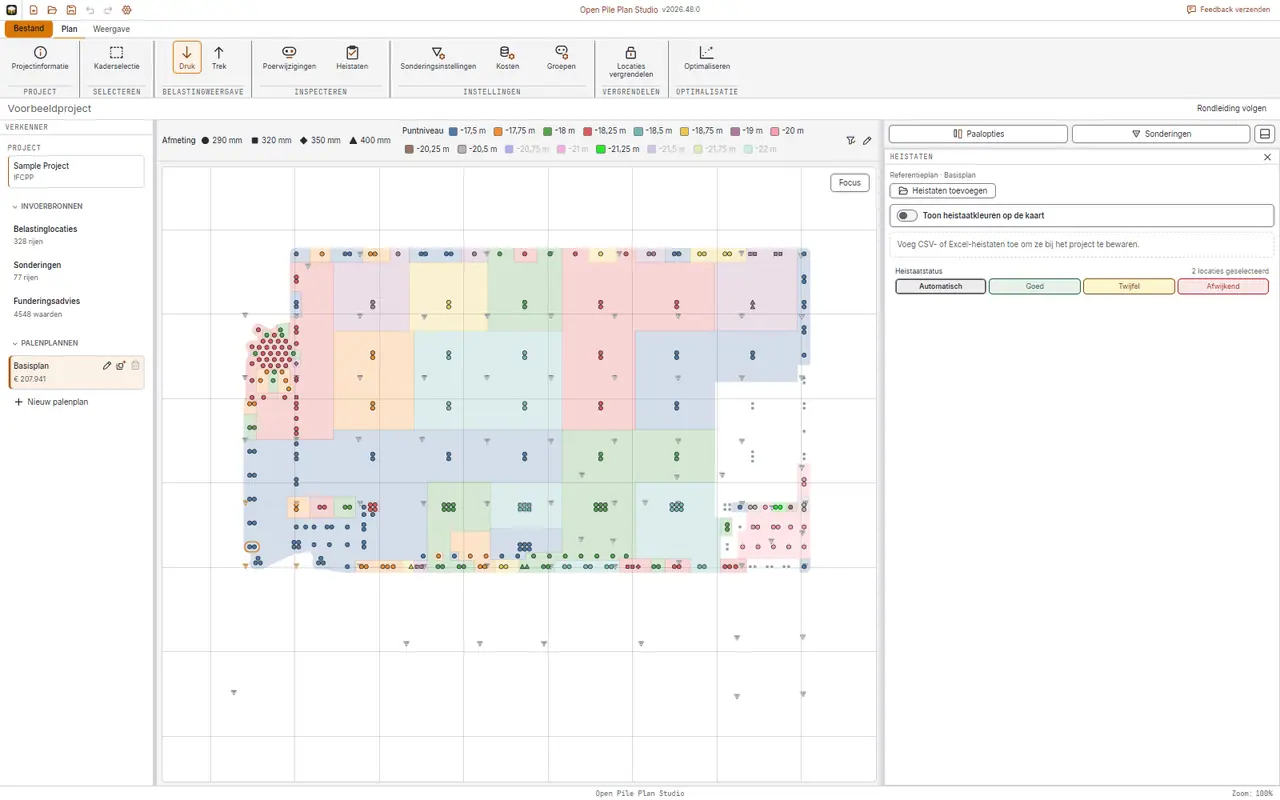 Open Pile Plan Studio v2026.48.0
Feedback verzenden
Bestand
Plan
Weergave
Projectinformatie
Kaderselectie
Druk
Trek
Poerwijzigingen
Heistaten
Sonderingsinstellingen
Kosten
Groepen
Locaties vergrendelen
Optimaliseren
PROJECT
SELECTEREN
BELASTINGWEERGAVE
INSPECTEREN
INSTELLINGEN
VERGRENDELEN
OPTIMALISATIE
Voorbeeldproject
Rondleiding volgen
VERKENNER
PROJECT
Sample Project
IFCPP
INVOERBRONNEN
Belastinglocaties
328 rijen
Sonderingen
77 rijen
Funderingsadvies
4548 waarden
PALENPLANNEN
Basisplan
€ 207.941
Nieuw palenplan
Afmeting 290 mm 320 mm 350 mm 400 mm
Puntniveau -17,5 m -17,75 m -18 m -18,25 m -18,5 m -18,75 m -19 m -20 m
-20,25 m -20,5 m -20,75 m -21 m -21,25 m -21,5 m -21,75 m -22 m
Focus
Paalopties
Sonderingen
HEISTATEN
Referentieplan · Basisplan
Heistaten toevoegen
Toon heistaatkleuren op de kaart
Voeg CSV- of Excel-heistaten toe om ze bij het project te bewaren.
Heistaatstatus
2 locaties geselecteerd
Automatisch
Goed
Twijfel
Afwijkend
Open Pile Plan Studio
Zoom: 100%